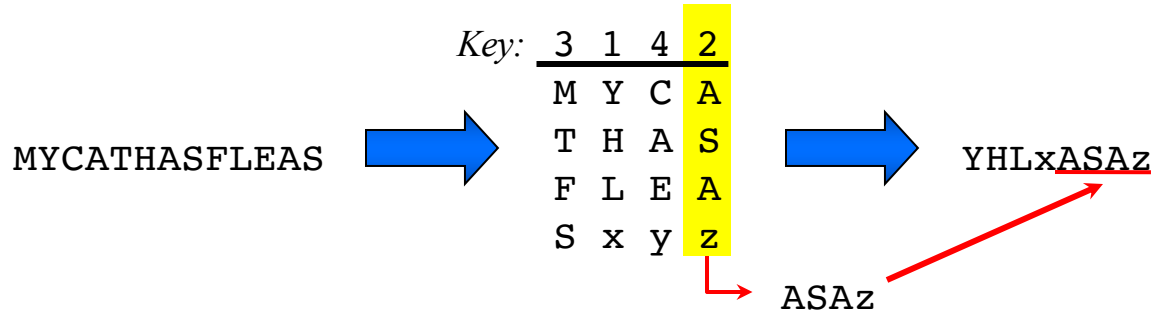 Key: 3 1 4 2
M Y C A
T H A S
F L E A
S x y z
MYCATHASFLEAS
YHLxASAz
ASAz